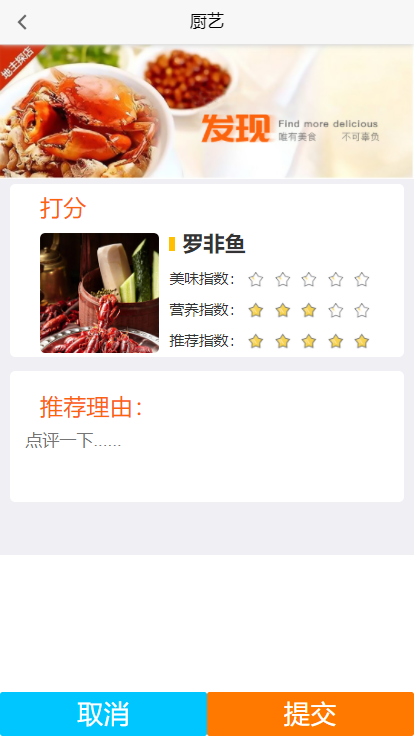 厨艺
地主探店
发现
Find more delicious
唯有美食 不可辜负
打分
罗非鱼
美味指数:
营养指数:
推荐指数:
推荐理由:
点评一下......
取消
提交